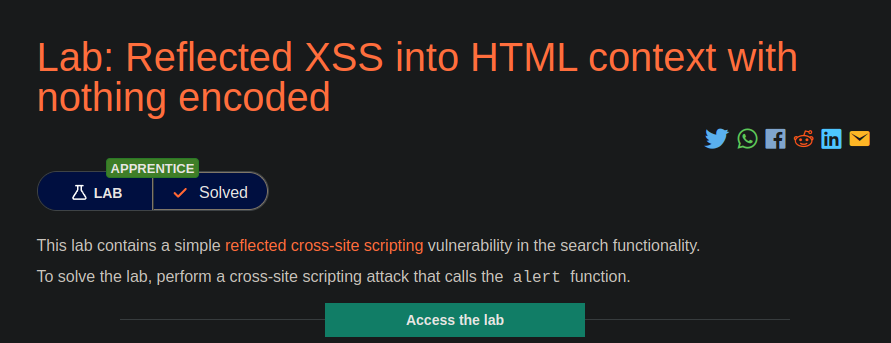 Lab: Reflected XSS into HTML context with
nothing encoded
APPRENTICE
LAB
Solved
This lab contains a simple reflected cross-site scripting vulnerability in the search functionality.
To solve the lab, perform a cross-site scripting attack that calls the alert function.
Access the lab